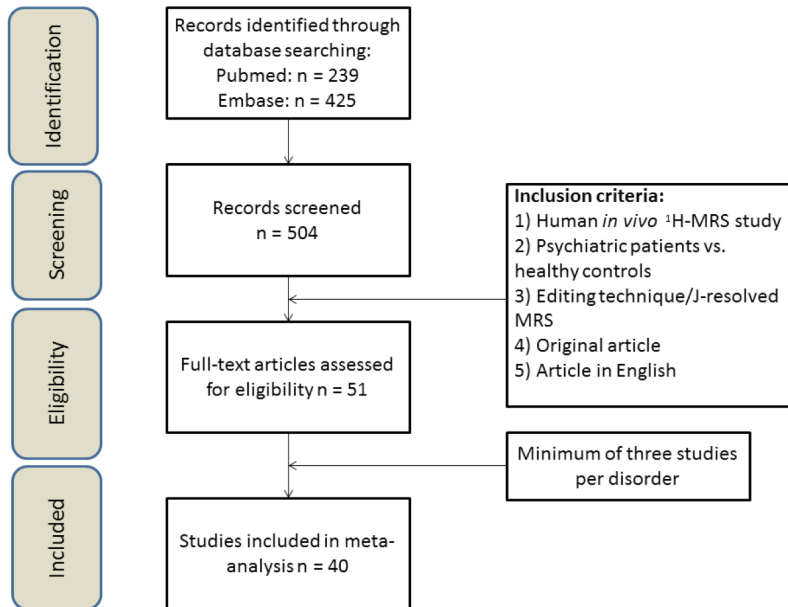 Identification
Records identified through
database searching:
Pubmed: n = 239
Embase: n = 425
Screening
Records screened
n = 504
Inclusion criteria:
1) Human in vivo ¹H-MRS study
2) Psychiatric patients vs.
healthy controls
3) Editing technique/J-resolved
MRS
4) Original article
5) Article in English
Eligibility
Full-text articles assessed
for eligibility n = 51
Minimum of three studies
per disorder
Included
Studies included in meta-
analysis n = 40